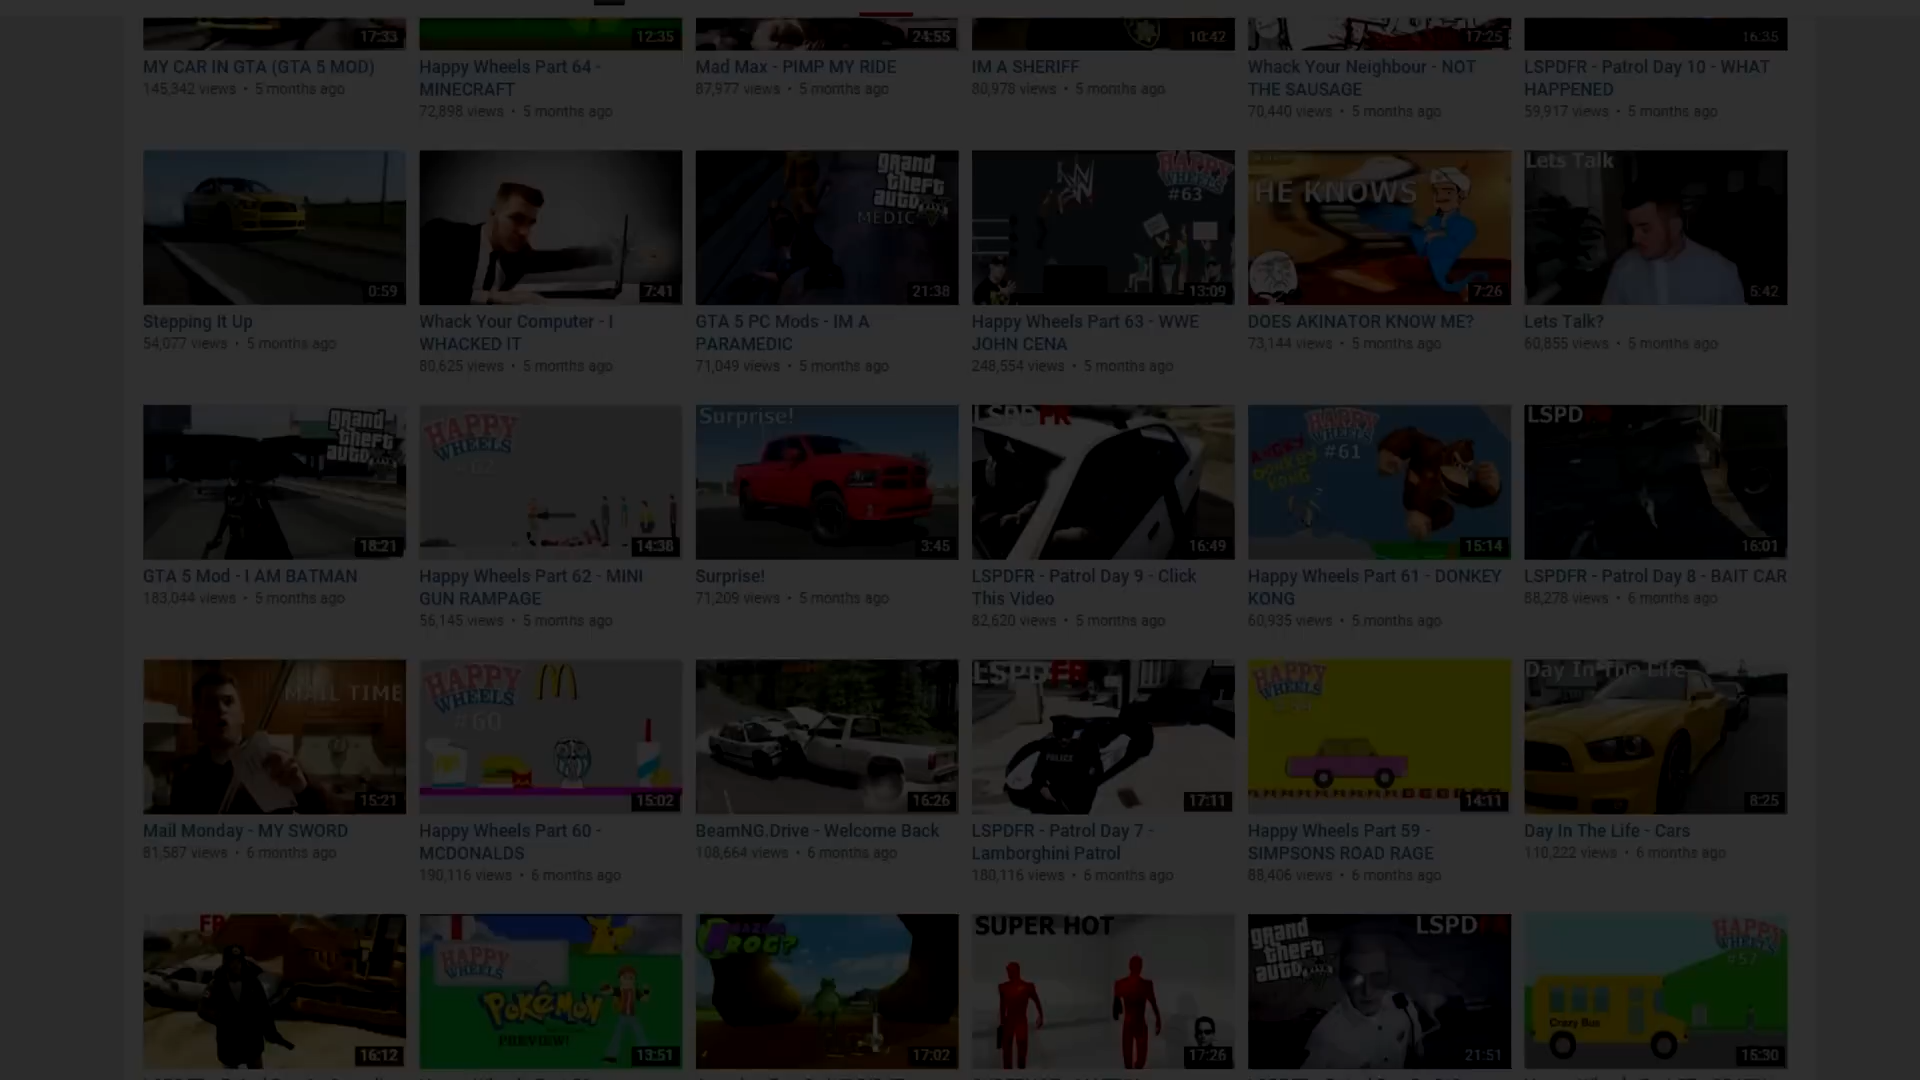 17:33
12:35
24:55
10:42
17:25
16:35
MY CAR IN GTA (GTA 5 MOD)
145,342 views • 5 months ago
Happy Wheels Part 64 -
MINECRAFT
72,898 views • 5 months ago
Mad Max - PIMP MY RIDE
87,977 views • 5 months ago
IM A SHERIFF
80,978 views • 5 months ago
Whack Your Neighbour - NOT
THE SAUSAGE
70,440 views • 5 months ago
LSPDFR - Patrol Day 10 - WHAT
HAPPENED
59,917 views • 5 months ago
0:59
7:41
grand
theft
auto
MEDIC
21:38
HAPPY
WHEELS
#63
13:09
HE KNOWS
7:26
Lets Talk
5:42
Stepping It Up
54,077 views • 5 months ago
Whack Your Computer - I
WHACKED IT
80,625 views • 5 months ago
GTA 5 PC Mods - IM A
PARAMEDIC
71,049 views • 5 months ago
Happy Wheels Part 63 - WWE
JOHN CENA
248,554 views • 5 months ago
DOES AKINATOR KNOW ME?
73,144 views • 5 months ago
Lets Talk?
60,855 views • 5 months ago
grand
theft
auto
18:21
HAPPY
WHEELS
#62
14:38
Surprise!
3:45
LSPDFR
16:49
HAPPY
WHEELS
#61
ANGRY
DONKEY
KONG
15:14
LSPD
16:01
GTA 5 Mod - I AM BATMAN
183,044 views • 5 months ago
Happy Wheels Part 62 - MINI
GUN RAMPAGE
56,145 views • 5 months ago
Surprise!
71,209 views • 5 months ago
LSPDFR - Patrol Day 9 - Click
This Video
82,620 views • 5 months ago
Happy Wheels Part 61 - DONKEY
KONG
60,935 views • 5 months ago
LSPDFR - Patrol Day 8 - BAIT CAR
88,278 views • 6 months ago
MAIL TIME
15:21
HAPPY
WHEELS
#60
15:02
16:26
LSPDFR
POLICE
17:11
HAPPY
WHEELS
14:11
Day In The Life
8:25
Mail Monday - MY SWORD
81,587 views • 6 months ago
Happy Wheels Part 60 -
MCDONALDS
190,116 views • 6 months ago
BeamNG.Drive - Welcome Back
108,664 views • 6 months ago
LSPDFR - Patrol Day 7 -
Lamborghini Patrol
180,116 views • 6 months ago
Happy Wheels Part 59 -
SIMPSONS ROAD RAGE
88,406 views • 6 months ago
Day In The Life - Cars
110,222 views • 6 months ago
FR
16:12
HAPPY
WHEELS
POKéMON
PREVIEW!
13:51
AMAZING
FROG?
17:02
SUPER HOT
17:26
grand
theft
auto
LSPD
21:51
HAPPY
WHEELS
#57
Crazy Bus
15:30